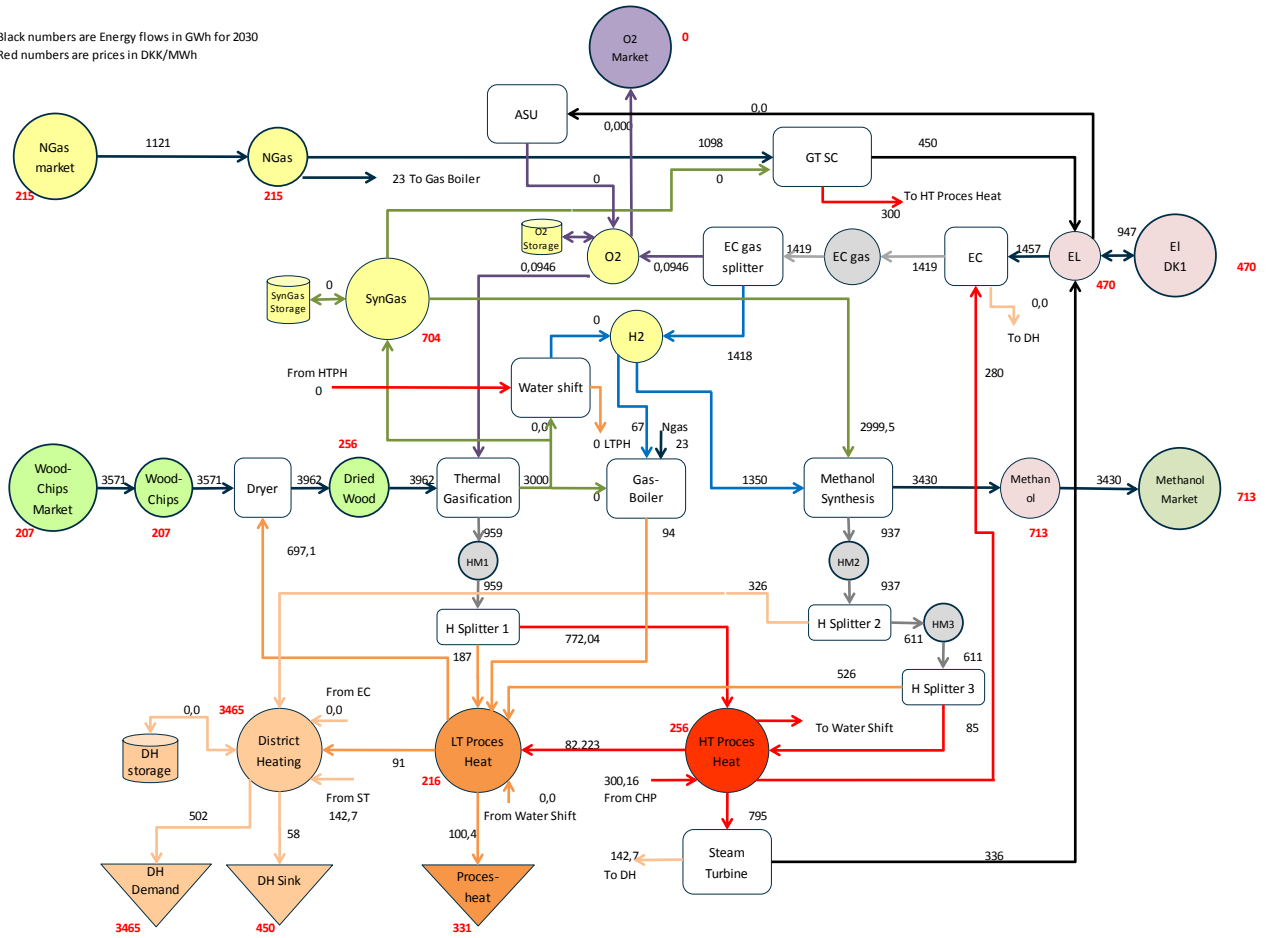 Black numbers are Energy flows in GWh for 2030
Red numbers are prices in DKK/MWh
O2
Market
0
ASU
0,0
0,000
NGas
market
215
1121
NGas
215
1098
23 To Gas Boiler
GT SC
450
0
0
To HT Proces Heat
300
O2
Storage
O2
0,0946
0,0946
EC gas
splitter
1419
EC gas
1419
EC
1457
EL
470
947
El
DK1
470
0,0
To DH
SynGas
Storage
0
SynGas
704
0
H2
1418
280
From HTPH
0
Water shift
0,0
0 LTPH
67
Ngas
23
2999,5
Wood-
Chips
Market
207
3571
Wood-
Chips
207
3571
Dryer
3962
256
Dried
Wood
3962
Thermal
Gasification
3000
0
Gas-
Boiler
1350
Methanol
Synthesis
3430
Methan
ol
713
3430
Methanol
Market
713
697,1
959
94
937
HM1
HM2
959
937
326
H Splitter 1
772,04
H Splitter 2
611
HM3
187
611
526
H Splitter 3
85
3465
From EC
0,0
0,0
DH
storage
District
Heating
91
LT Proces
Heat
216
82,223
256
HT Proces
Heat
To Water Shift
300,16
From CHP
From ST
142,7
0,0
From Water Shift
502
58
100,4
795
DH
Demand
3465
DH Sink
450
Proces-
heat
331
142,7
To DH
Steam
Turbine
336